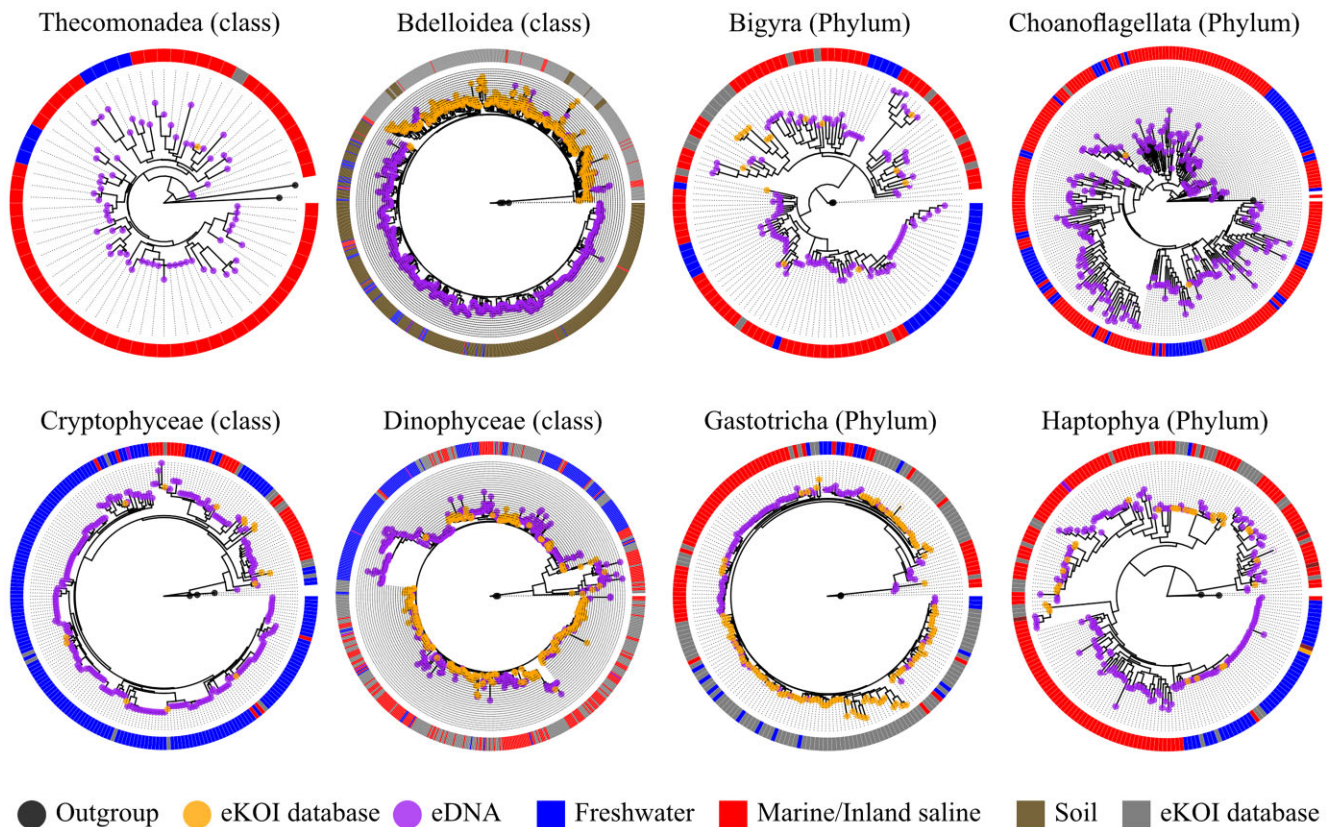 Thecomonadea (class) Bdelloidea (class) Bigyra (Phylum) Choanoflagellata (Phylum)
Cryptophyceae (class) Dinophyceae (class) Gastotricha (Phylum) Haptophya (Phylum)
Outgroup eKOI database eDNA Freshwater Marine/Inland saline Soil eKOI database